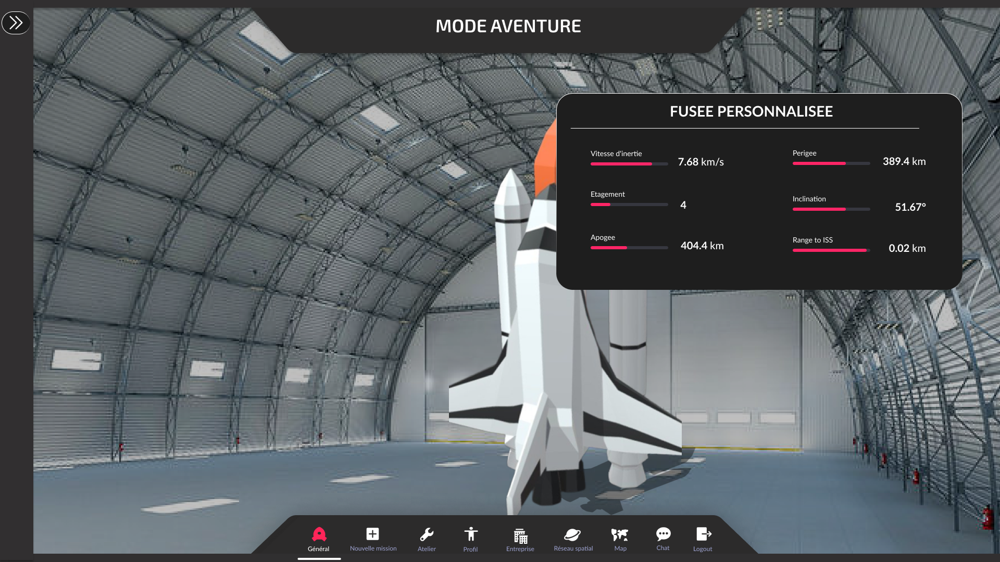 MODE AVENTURE
FUSEE PERSONNALISEE
Vitesse d'inertie
7.68 km/s
Perigee
389.4 km
Etagement
4
Inclination
51.67°
Apogee
404.4 km
Range to ISS
0.02 km
Général
Nouvelle mission
Atelier
Profil
Entreprise
Réseau spatial
Map
Chat
Logout